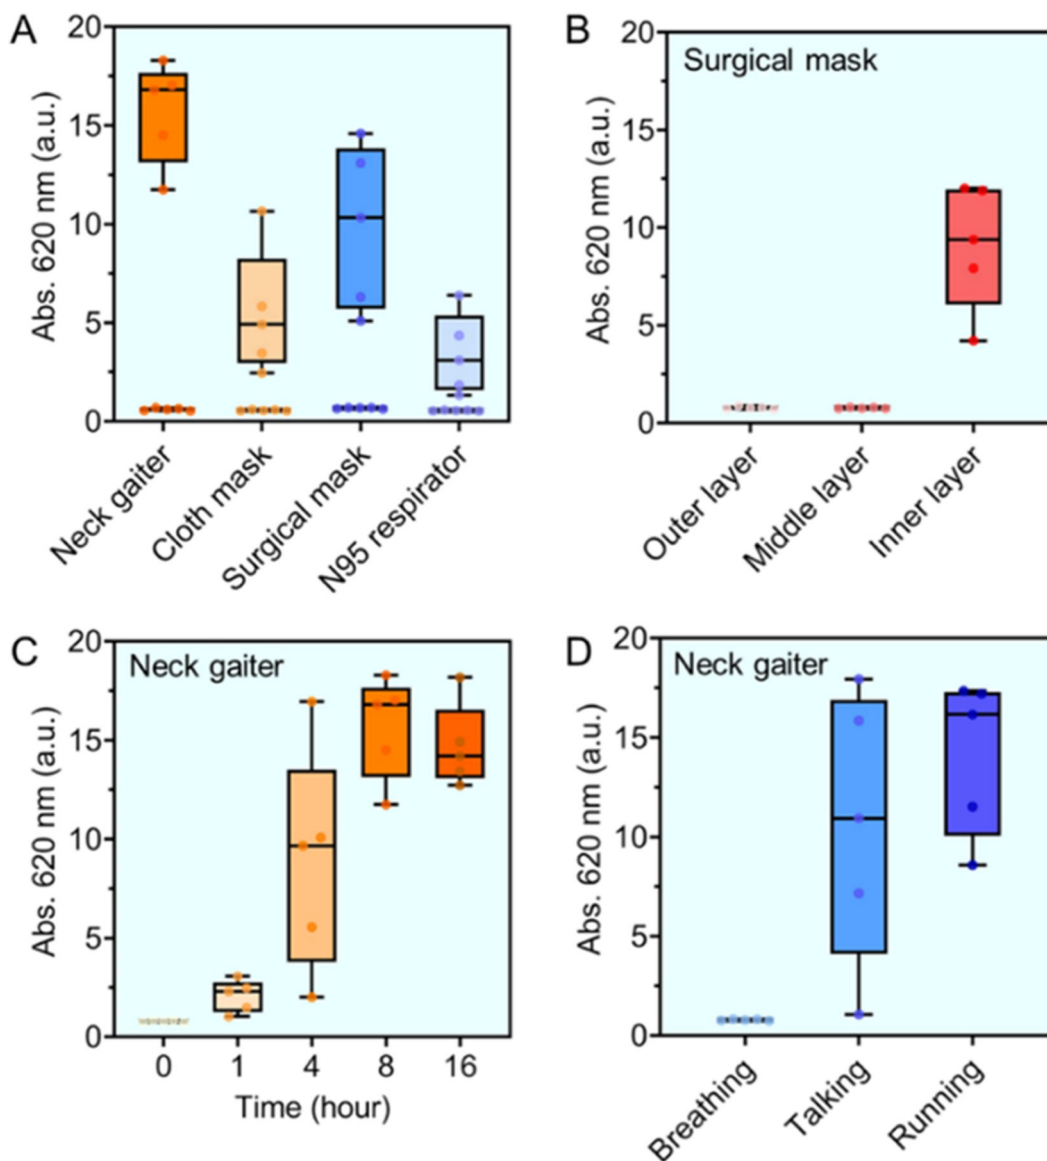 A
Abs. 620 nm (a.u.)
20
15
10
5
0
Neck gaiter
Cloth mask
Surgical mask
N95 respirator
B
Surgical mask
Abs. 620 nm (a.u.)
20
15
10
5
0
Outer layer
Middle layer
Inner layer
C
Neck gaiter
Abs. 620 nm (a.u.)
20
15
10
5
0
0 1 4 8 16
Time (hour)
D
Neck gaiter
Abs. 620 nm (a.u.)
20
15
10
5
0
Breathing
Talking
Running